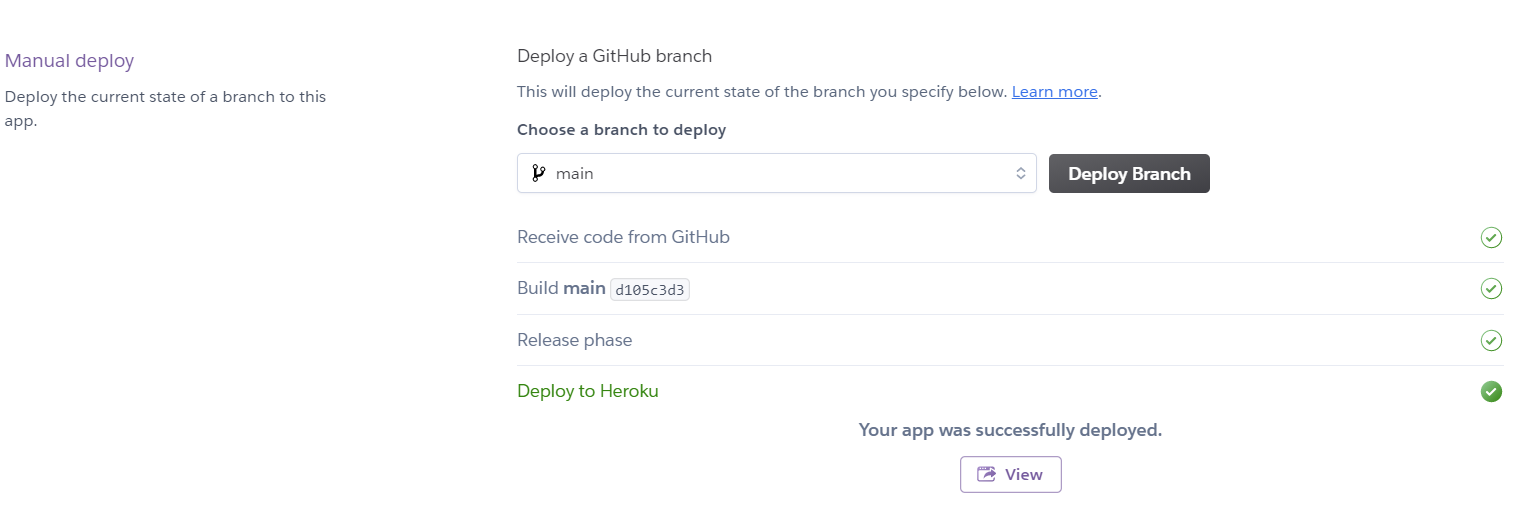 Manual deploy
Deploy the current state of a branch to this
app.
Deploy a GitHub branch
This will deploy the current state of the branch you specify below. Learn more.
Choose a branch to deploy
main
Deploy Branch
Receive code from GitHub
Build main d105c3d3
Release phase
Deploy to Heroku
Your app was successfully deployed.
View